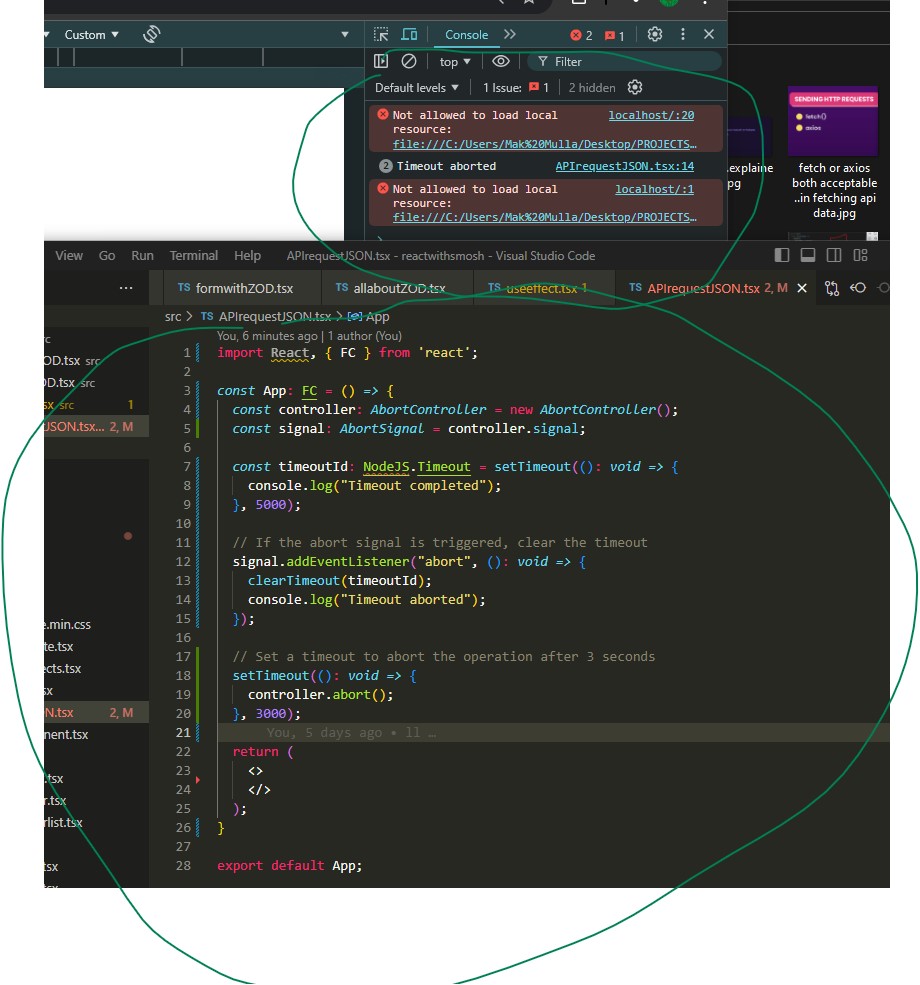 Custom
Console
2
1
top
Filter
Default levels
1 Issue:
1
2 hidden
Not allowed to load local
localhost/:20
resource:
file:///C:/Users/Mak%20Mulla/Desktop/PROJECTS…
2
Timeout aborted
APIrequestJSON.tsx:14
Not allowed to load local
localhost/:1
resource:
file:///C:/Users/Mak%20Mulla/Desktop/PROJECTS…
SENDING HTTP REQUESTS
fetch()
axios
.explaine
pg
fetch or axios
both acceptable
..in fetching api
data.jpg
View Go Run Terminal Help
APIrequestJSON.tsx - reactwithsmosh - Visual Studio Code
TS formwithZOD.tsx
TS allaboutZOD.tsx
TS useeffect.tsx 1
TS APIrequestJSON.tsx 2, M
src > TS APIrequestJSON.tsx > App
rc
OD.tsx src
OD.tsx src
sx src 1
JSON.tsx... 2, M
e.min.css
te.tsx
ects.tsx
sx
N.tsx 2, M
nent.tsx
.tsx
r.tsx
rlist.tsx
sx
You, 6 minutes ago | 1 author (You)
1 import React, { FC } from 'react';
2
3 const App: FC = () => {
4 const controller: AbortController = new AbortController();
5 const signal: AbortSignal = controller.signal;
6
7 const timeoutId: NodeJS.Timeout = setTimeout((): void => {
8 console.log("Timeout completed");
9 }, 5000);
10
11 // If the abort signal is triggered, clear the timeout
12 signal.addEventListener("abort", (): void => {
13 clearTimeout(timeoutId);
14 console.log("Timeout aborted");
15 });
16
17 // Set a timeout to abort the operation after 3 seconds
18 setTimeout((): void => {
19 controller.abort();
20 }, 3000);
21 You, 5 days ago • ll …
22 return (
23 <>
24 </>
25 );
26 }
27
28 export default App;